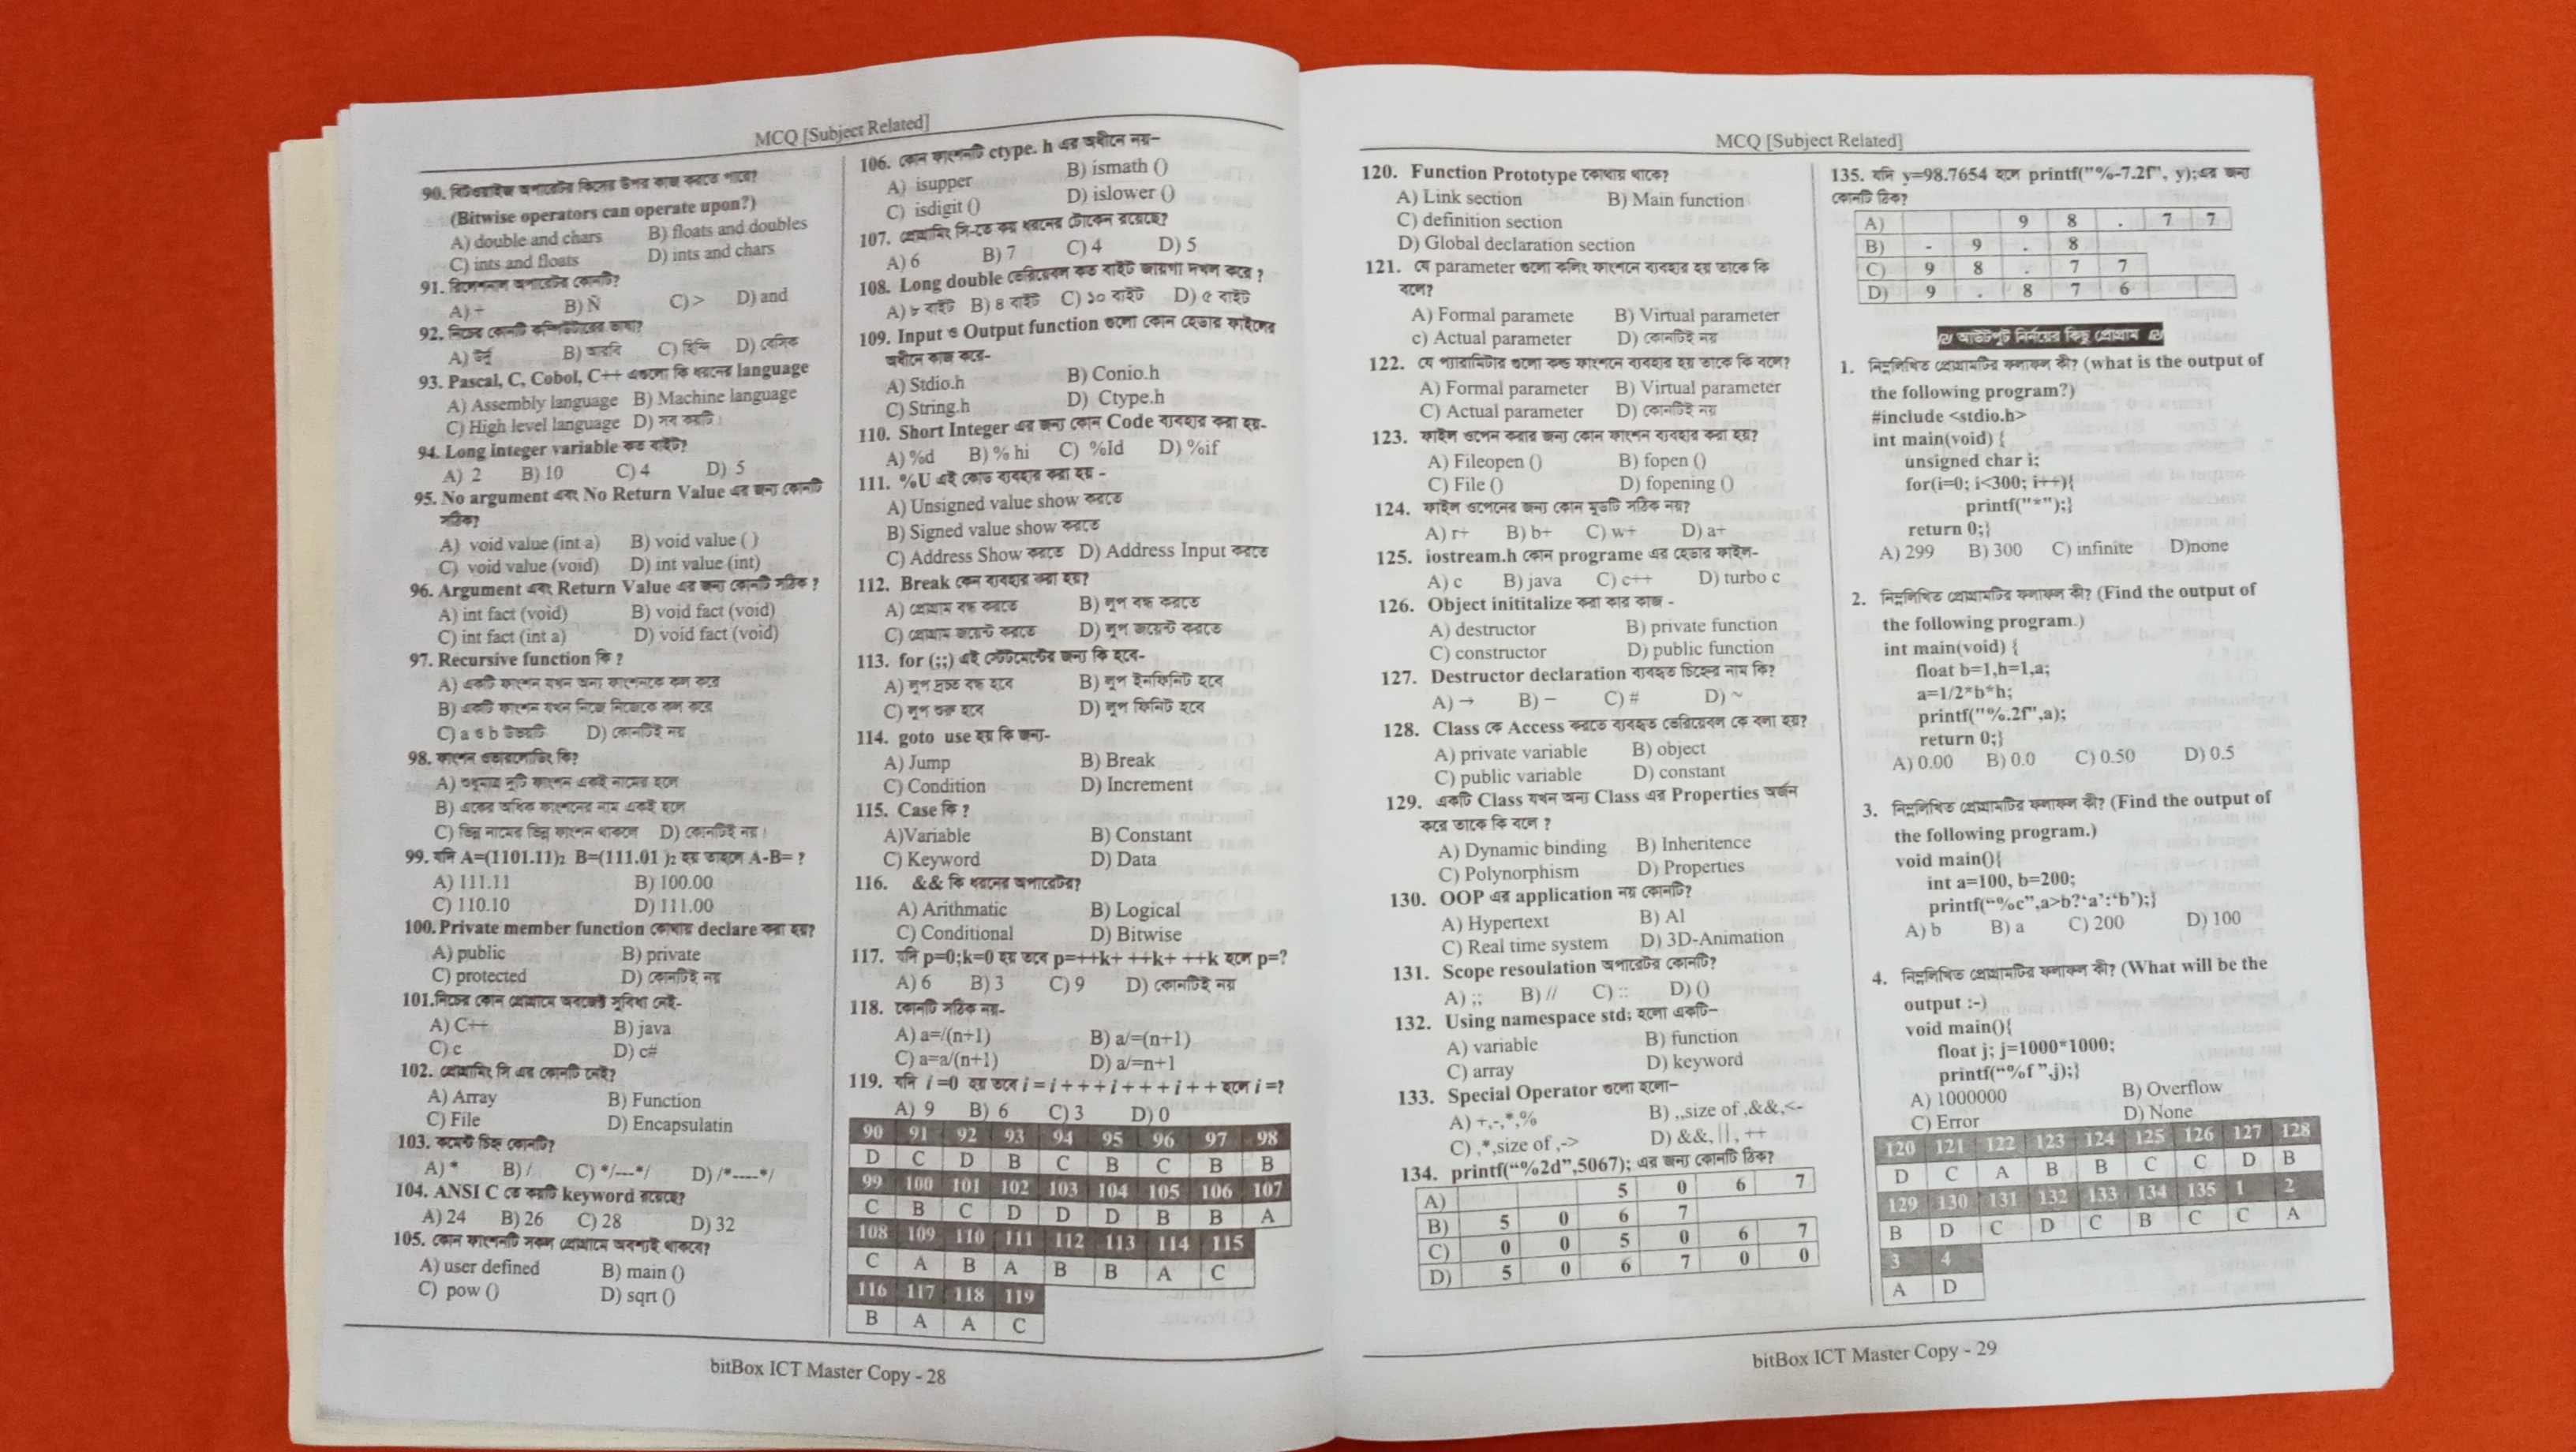 MCQ [Subject Related]
90. বিটওয়াইজ অপারেটর কিসের উপর কাজ করতে পারে?
(Bitwise operators can operate upon?)
A) double and chars B) floats and doubles
C) ints and floats D) ints and chars
91. রিলেশনাল অপারেটর কোনটি?
A) ÷ B) Ñ C) > D) and
92. নিচের কোনটি কম্পিউটারের ভাষা?
A) উর্দু B) আরবি C) হিন্দি D) বেসিক
93. Pascal, C, Cobol, C++ এগুলো কি ধরনের language
A) Assembly language B) Machine language
C) High level language D) সব কয়টি।
94. Long Integer variable কত বাইট?
A) 2 B) 10 C) 4 D) 5
95. No argument এবং No Return Value এর জন্য কোনটি
সঠিক?
A) void value (int a) B) void value ( )
C) void value (void) D) int value (int)
96. Argument এবং Return Value এর জন্য কোনটি সঠিক ?
A) int fact (void) B) void fact (void)
C) int fact (int a) D) void fact (void)
97. Recursive function কি ?
A) একটি ফাংশন যখন অন্য ফাংশনকে কল করে
B) একটি ফাংশন যখন নিজে নিজেকে কল করে
C) a ও b উভয়টি D) কোনটিই নয়
98. ফাংশন ওভারলোডিং কি?
A) শুধুমাত্র দুটি ফাংশন একই নামের হলে
B) একের অধিক ফাংশনের নাম একই হলে
C) ভিন্ন নামের ভিন্ন ফাংশন থাকলে D) কোনটিই নয়।
99. যদি A=(1101.11)₂ B=(111.01 )₂ হয় তাহলে A-B= ?
A) 111.11 B) 100.00
C) 110.10 D) 111.00
100. Private member function কোথায় declare করা হয়?
A) public B) private
C) protected D) কোনটিই নয়
101.নিচের কোন প্রোগ্রামে অবজেক্ট সুবিধা নেই-
A) C++ B) java
C) c D) c#
102. প্রোগ্রামিং সি এর কোনটি নেই?
A) Array B) Function
C) File D) Encapsulatin
103. কমেন্ট চিহ্ন কোনটি?
A) * B) / C) */---*/ D) /*----*/
104. ANSI C তে কয়টি keyword রয়েছে?
A) 24 B) 26 C) 28 D) 32
105. কোন ফাংশনটি সকল প্রোগ্রামে অবশ্যই থাকবে?
A) user defined B) main ()
C) pow () D) sqrt ()
106. কোন ফাংশনটি ctype. h এর অধীনে নয়–
A) isupper B) ismath ()
C) isdigit () D) islower ()
107. প্রোগ্রামিং সি-তে কয় ধরনের টোকেন রয়েছে?
A) 6 B) 7 C) 4 D) 5
108. Long double ভেরিয়েবল কত বাইট জায়গা দখল করে ?
A) ৮ বাইট B) ৪ বাইট C) ১০ বাইট D) ৫ বাইট
109. Input ও Output function গুলো কোন হেডার ফাইলের
অধীনে কাজ করে-
A) Stdio.h B) Conio.h
C) String.h D) Ctype.h
110. Short Integer এর জন্য কোন Code ব্যবহার করা হয়-
A) %d B) % hi C) %Id D) %if
111. %U এই কোড ব্যবহার করা হয় -
A) Unsigned value show করতে
B) Signed value show করতে
C) Address Show করতে D) Address Input করতে
112. Break কেন ব্যবহার করা হয়?
A) প্রোগ্রাম বন্ধ করতে B) লুপ বন্ধ করতে
C) প্রোগ্রাম জয়েন্ট করতে D) লুপ জয়েন্ট করতে
113. for (;;) এই স্টেটমেন্টের জন্য কি হবে-
A) লুপ দ্রুত বন্ধ হবে B) লুপ ইনফিনিট হবে
C) লুপ শুরু হবে D) লুপ ফিনিট হবে
114. goto use হয় কি জন্য-
A) Jump B) Break
C) Condition D) Increment
115. Case কি ?
A)Variable B) Constant
C) Keyword D) Data
116. && কি ধরনের অপারেটর?
A) Arithmatic B) Logical
C) Conditional D) Bitwise
117. যদি p=0;k=0 হয় তবে p=++k+ ++k+ ++k হলে p=?
A) 6 B) 3 C) 9 D) কোনটিই নয়
118. কোনটি সঠিক নয়-
A) a=/(n+1) B) a/=(n+1)
C) a=a/(n+1) D) a/=n+1
119. যদি i=0 হয় তবে i = i + + + i + + + i + + হলে i =?
A) 9 B) 6 C) 3 D) 0
90 91 92 93 94 95 96 97 98
D C D B C B C B B
99 100 101 102 103 104 105 106 107
C B C D D D B B A
108 109 110 111 112 113 114 115
C A B A B B A C
116 117 118 119
B A A C
bitBox ICT Master Copy - 28
MCQ [Subject Related]
120. Function Prototype কোথায় থাকে?
A) Link section B) Main function
C) definition section
D) Global declaration section
121. যে parameter গুলো কলিং ফাংশনে ব্যবহার হয় তাকে কি
বলে?
A) Formal paramete B) Virtual parameter
c) Actual parameter D) কোনটিই নয়
122. যে প্যারামিটার গুলো কল্ড ফাংশনে ব্যবহার হয় তাকে কি বলে?
A) Formal parameter B) Virtual parameter
C) Actual parameter D) কোনটিই নয়
123. ফাইল ওপেন করার জন্য কোন ফাংশন ব্যবহার করা হয়?
A) Fileopen () B) fopen ()
C) File () D) fopening ()
124. ফাইল ওপেনের জন্য কোন মুডটি সঠিক নয়?
A) r+ B) b+ C) w+ D) a+
125. iostream.h কোন programe এর হেডার ফাইল-
A) c B) java C) c++ D) turbo c
126. Object inititalize করা কার কাজ -
A) destructor B) private function
C) constructor D) public function
127. Destructor declaration ব্যবহৃত চিহ্নের নাম কি?
A) → B) – C) # D) ~
128. Class কে Access করতে ব্যবহৃত ভেরিয়েবল কে বলা হয়?
A) private variable B) object
C) public variable D) constant
129. একটি Class যখন অন্য Class এর Properties অর্জন
করে তাকে কি বলে ?
A) Dynamic binding B) Inheritence
C) Polynorphism D) Properties
130. OOP এর application নয় কোনটি?
A) Hypertext B) Al
C) Real time system D) 3D-Animation
131. Scope resoulation অপারেটর কোনটি?
A) ;; B) // C) :: D) ()
132. Using namespace std; হলো একটি–
A) variable B) function
C) array D) keyword
133. Special Operator গুলো হলো–
A) +,-,*,% B) ,,size of ,&&,<-
C) ,*,size of ,-> D) &&, ||, ++
134. printf(“%2d”,5067); এর জন্য কোনটি ঠিক?
A) 5 0 6 7
B) 5 0 6 7
C) 0 0 5 0 6 7
D) 5 0 6 7 0 0
135. যদি y=98.7654 হলে printf("%-7.2f", y);এর জন্য
কোনটি ঠিক?
A) 9 8 . 7 7
B) - 9 . 8
C) 9 8 . 7 7
D) 9 . 8 7 6
আউটপুট নির্নয়ের কিছু প্রোগ্রাম
1. নিম্নলিখিত প্রোগ্রামটির ফলাফল কী? (what is the output of
the following program?)
#include <stdio.h>
int main(void) {
unsigned char i;
for(i=0; i<300; i++){
printf("*");}
return 0;}
A) 299 B) 300 C) infinite D)none
2. নিম্নলিখিত প্রোগ্রামটির ফলাফল কী? (Find the output of
the following program.)
int main(void) {
float b=1,h=1,a;
a=1/2*b*h;
printf("%.2f",a);
return 0;}
A) 0.00 B) 0.0 C) 0.50 D) 0.5
3. নিম্নলিখিত প্রোগ্রামটির ফলাফল কী? (Find the output of
the following program.)
void main(){
int a=100, b=200;
printf(“%c”,a>b?‘a’:‘b’);}
A) b B) a C) 200 D) 100
4. নিম্নলিখিত প্রোগ্রামটির ফলাফল কী? (What will be the
output :-)
void main(){
float j; j=1000*1000;
printf(“%f ”,j);}
A) 1000000 B) Overflow
C) Error D) None
120 121 122 123 124 125 126 127 128
D C A B B C C D B
129 130 131 132 133 134 135 1 2
B D C D C B C C A
3 4
A D
bitBox ICT Master Copy - 29